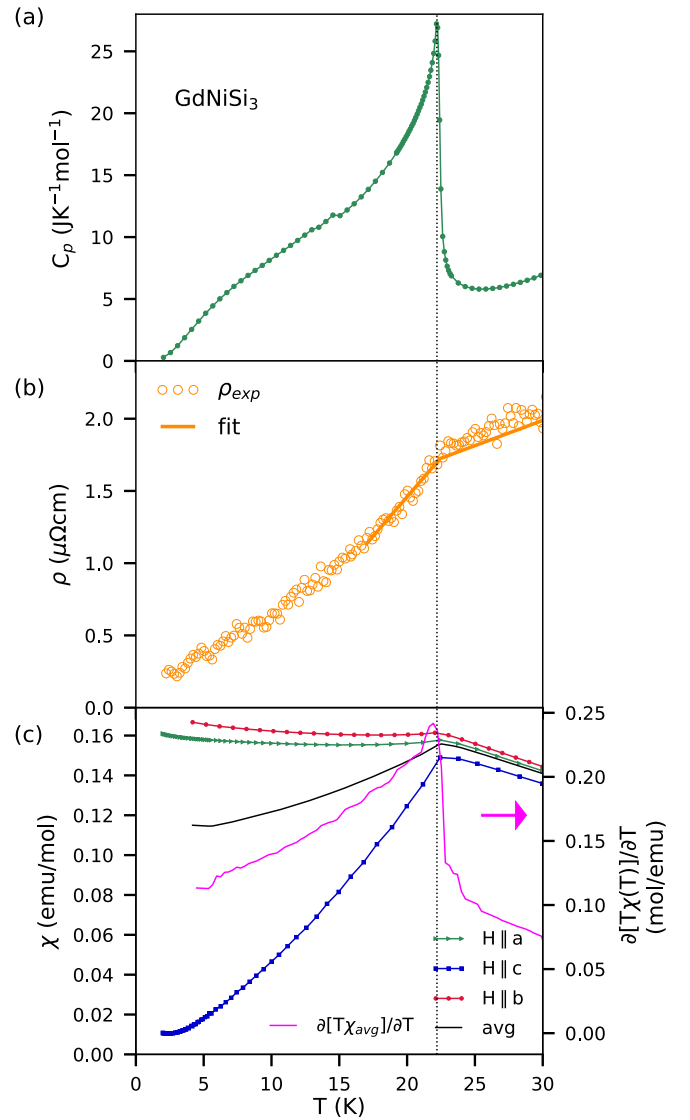 (a)
GdNiSi₃
C_p (JK⁻¹mol⁻¹)
25
20
15
10
5
0
(b)
ρ_exp
fit
ρ (μΩcm)
2.0
1.5
1.0
0.5
0.0
(c)
χ (emu/mol)
0.16
0.14
0.12
0.10
0.08
0.06
0.04
0.02
0.00
0.25
0.20
0.15
0.10
0.05
0.00
∂[Tχ(T)]/∂T
(mol/emu)
H ∥ a
H ∥ c
H ∥ b
avg
∂[Tχ_avg]/∂T
0 5 10 15 20 25 30
T (K)